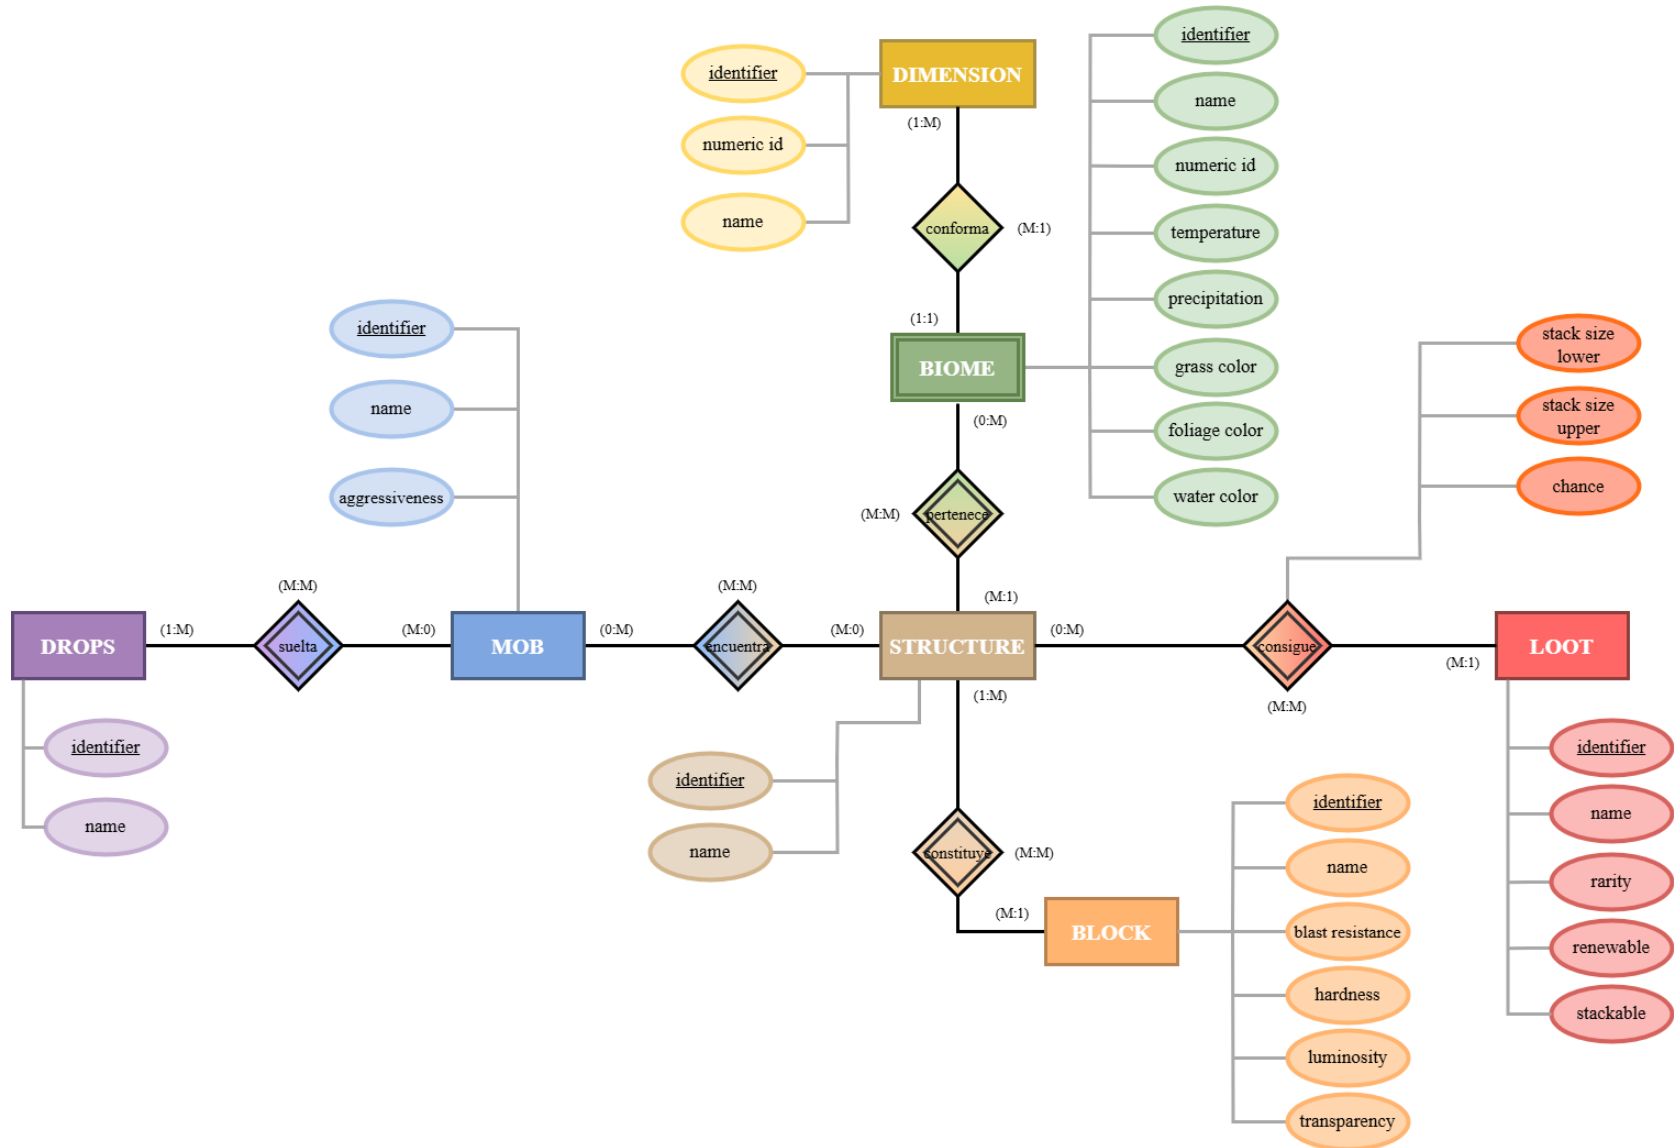 identifier
numeric id
name
DIMENSION
(1:M)
conforma
(M:1)
(1:1)
BIOME
(0:M)
identifier
name
numeric id
temperature
precipitation
grass color
foliage color
water color
pertenece
(M:M)
(M:1)
identifier
name
aggressiveness
stack size
lower
stack size
upper
chance
DROPS
(1:M)
(M:M)
suelta
(M:0)
MOB
(0:M)
(M:M)
encuentra
(M:0)
STRUCTURE
(0:M)
consigue
(M:M)
(M:1)
LOOT
identifier
name
identifier
name
(1:M)
constituye
(M:M)
(M:1)
BLOCK
identifier
name
blast resistance
hardness
luminosity
transparency
identifier
name
rarity
renewable
stackable